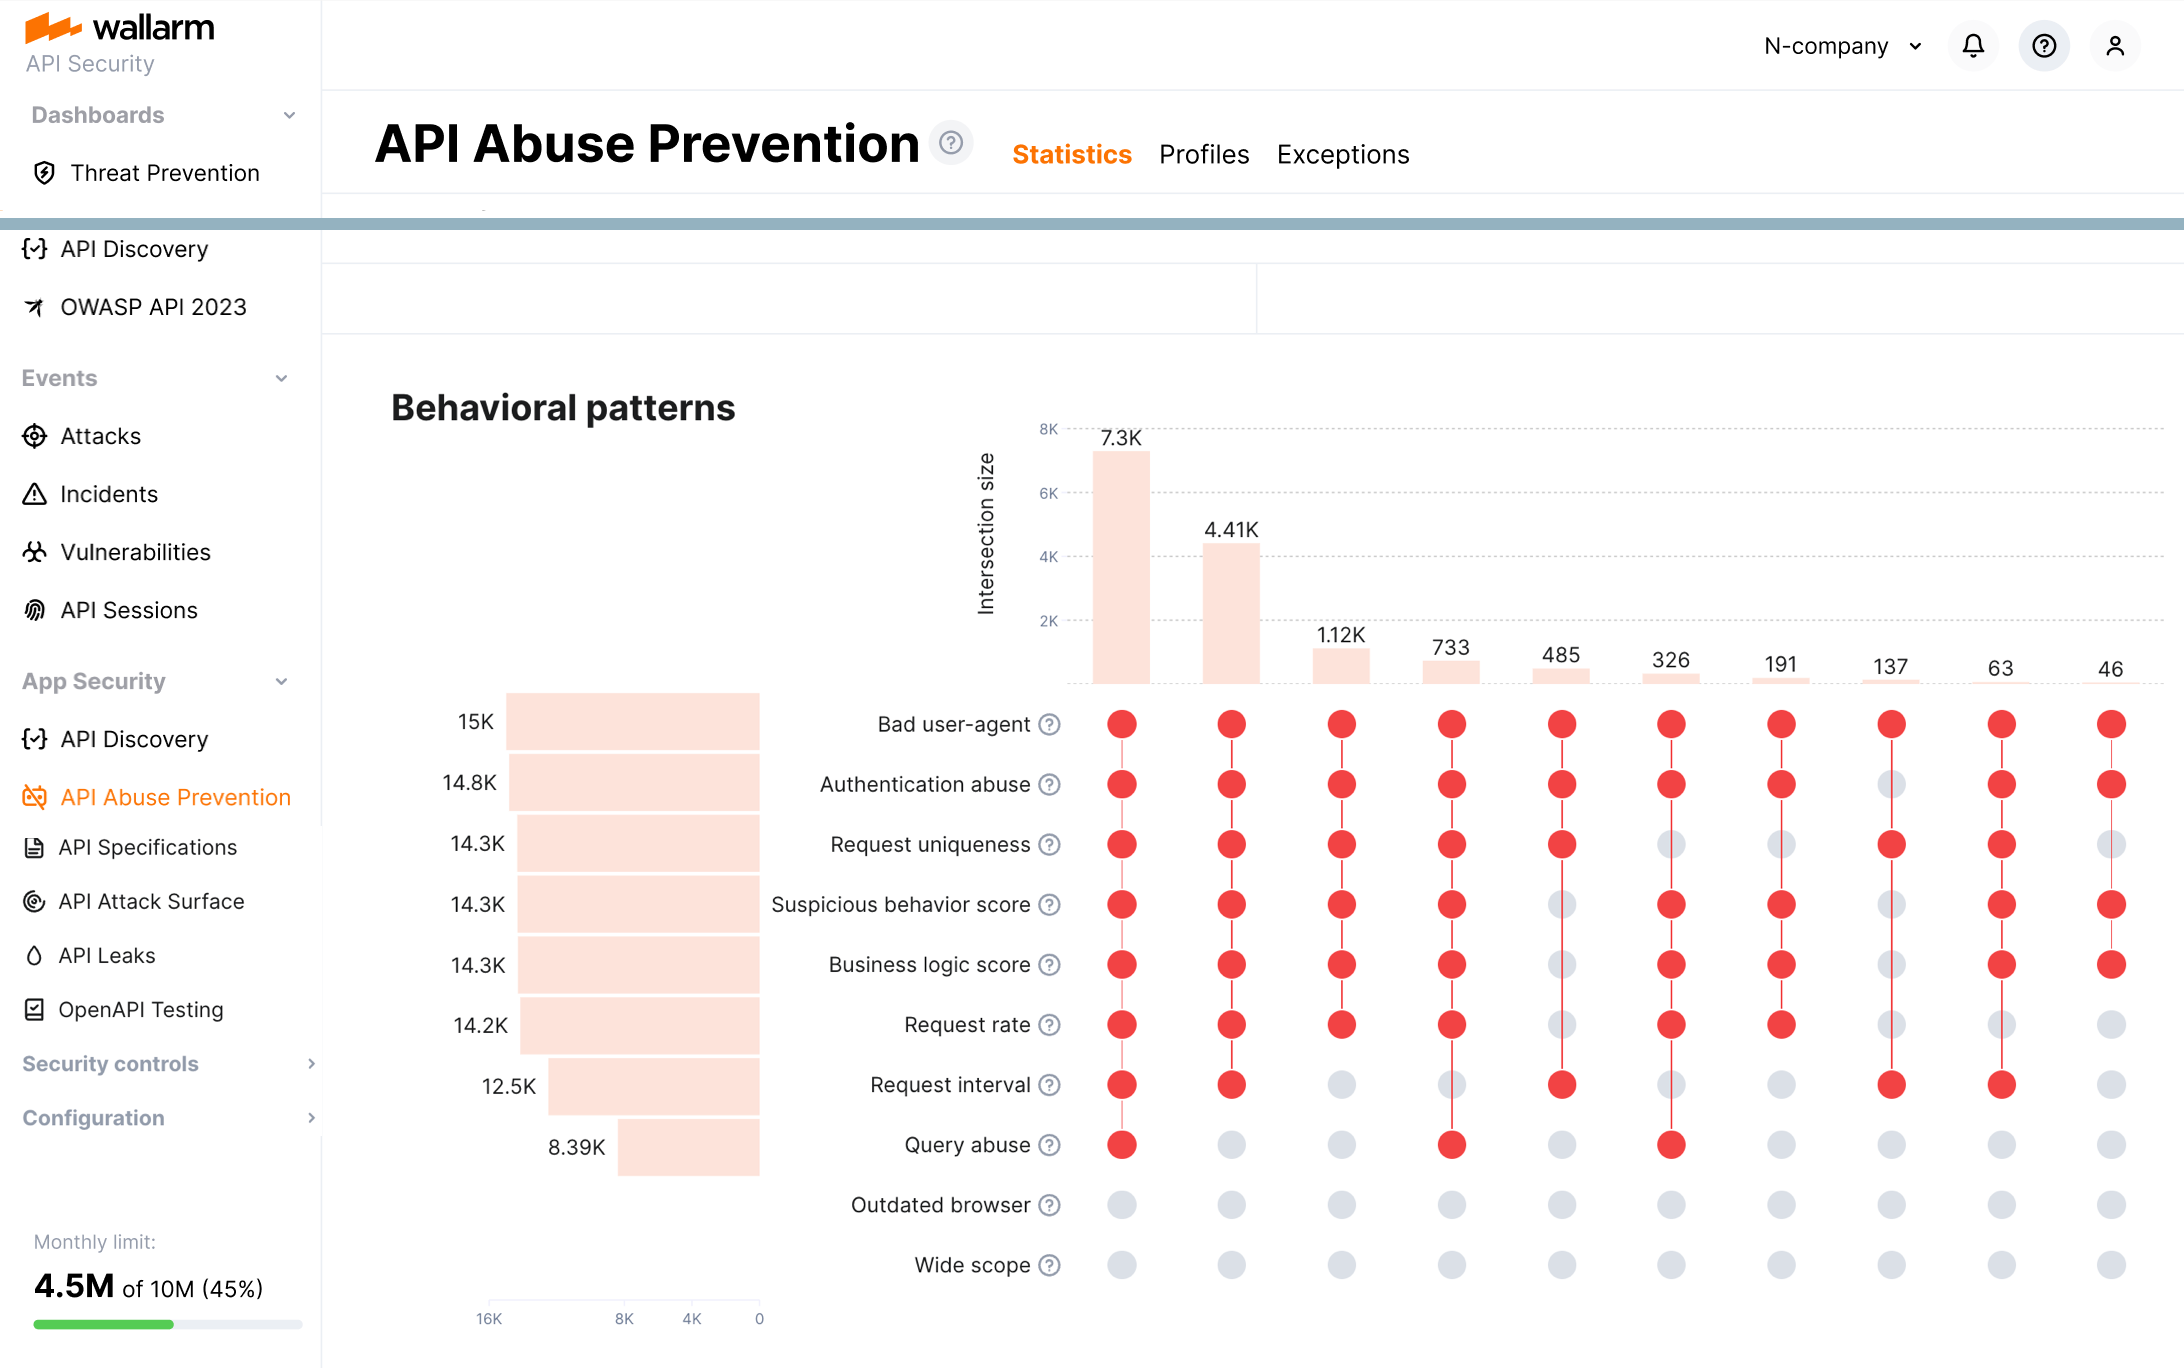 wallarm
API Security
N-company
Dashboards
Threat Prevention
API Discovery
OWASP API 2023
Events
Attacks
Incidents
Vulnerabilities
API Sessions
App Security
API Discovery
API Abuse Prevention
API Specifications
API Attack Surface
API Leaks
OpenAPI Testing
Security controls
Configuration
Monthly limit:
4.5M of 10M (45%)
API Abuse Prevention ? Statistics Profiles Exceptions
Behavioral patterns
Intersection size
8K
6K
4K
2K
7.3K
4.41K
1.12K
733
485
326
191
137
63
46
15K Bad user-agent ?
14.8K Authentication abuse ?
14.3K Request uniqueness ?
14.3K Suspicious behavior score ?
14.3K Business logic score ?
14.2K Request rate ?
12.5K Request interval ?
8.39K Query abuse ?
Outdated browser ?
Wide scope ?
16K 8K 4K 0